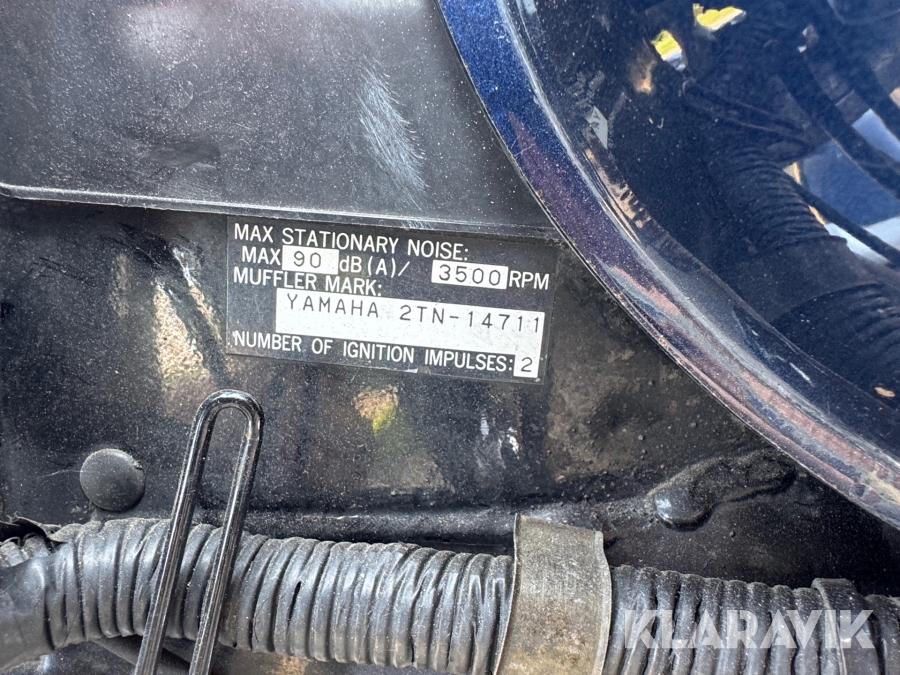 MAX STATIONARY NOISE:
MAX 90 dB (A)/ 3500 RPM
MUFFLER MARK:
YAMAHA 2TN-14711
NUMBER OF IGNITION IMPULSES: 2
KLARAVIK